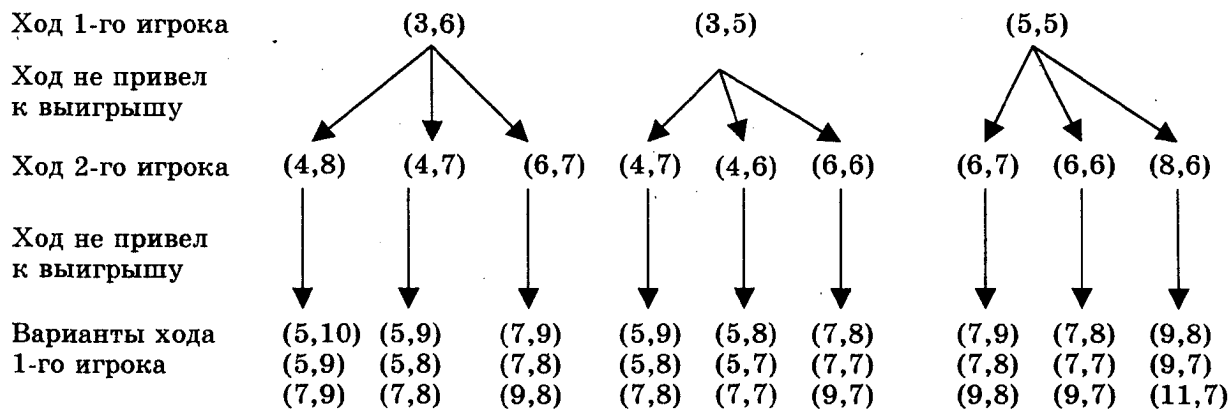 Ход 1-го игрока (3,6) (3,5) (5,5)
Ход не привел
к выигрышу
Ход 2-го игрока (4,8) (4,7) (6,7) (4,7) (4,6) (6,6) (6,7) (6,6) (8,6)
Ход не привел
к выигрышу
Варианты хода (5,10) (5,9) (7,9) (5,9) (5,8) (7,8) (7,9) (7,8) (9,8)
1-го игрока (5,9) (5,8) (7,8) (5,8) (5,7) (7,7) (7,8) (7,7) (9,7)
(7,9) (7,8) (9,8) (7,8) (7,7) (9,7) (9,8) (9,7) (11,7)